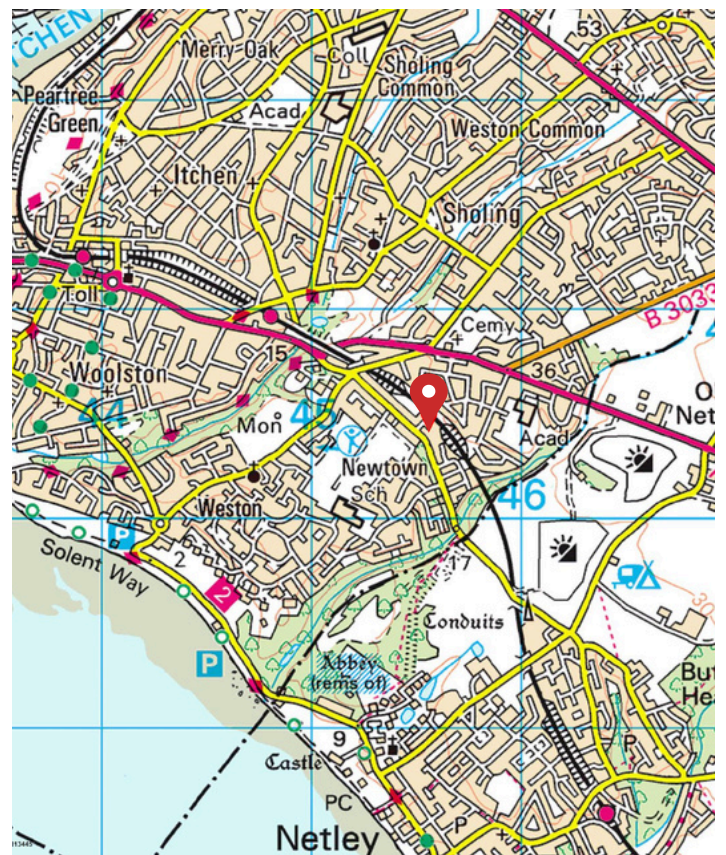 ITCHEN
Merry Oak
Coll
53
Sholing
Common
Peartree
Green
Acad
Weston Common
10
Itchen
Sholing
Toll
B 3033
Cemy
15
36
Woolston
44
45
Mon
Acad
Newtown
Sch
46
Weston
P
2
6
Solent Way
17
2
Conduits
P
Abbey
(rems of)
9
Castle
P
PC
P
Netley